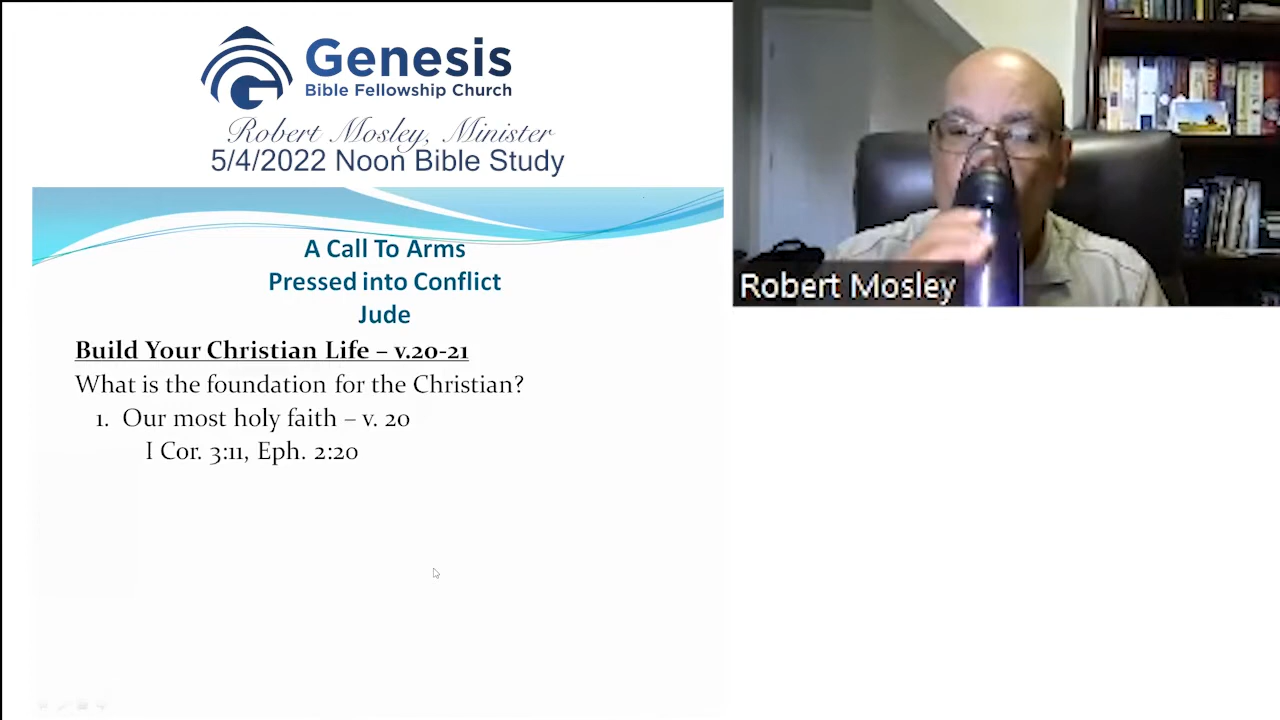 Genesis
Bible Fellowship Church
Robert Mosley, Minister
5/4/2022 Noon Bible Study
A Call To Arms
Pressed into Conflict
Jude
Build Your Christian Life – v.20-21
What is the foundation for the Christian?
1. Our most holy faith – v. 20
I Cor. 3:11, Eph. 2:20
Robert Mosley